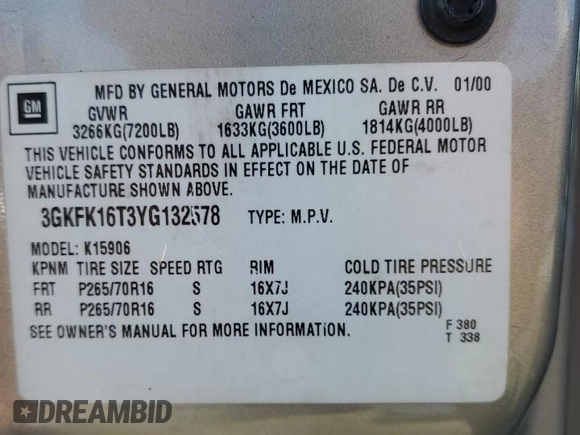 GM
MFD BY GENERAL MOTORS De MEXICO SA. De C.V. 01/00
GVWR GAWR FRT GAWR RR
3266KG(7200LB) 1633KG(3600LB) 1814KG(4000LB)
THIS VEHICLE CONFORMS TO ALL APPLICABLE U.S. FEDERAL MOTOR
VEHICLE SAFETY STANDARDS IN EFFECT ON THE DATE OF
MANUFACTURE SHOWN ABOVE.
3GKFK16T3YG132578 TYPE: M.P.V.
MODEL: K15906
KPNM TIRE SIZE SPEED RTG RIM COLD TIRE PRESSURE
FRT P265/70R16 S 16X7J 240KPA(35PSI)
RR P265/70R16 S 16X7J 240KPA(35PSI)
SEE OWNER'S MANUAL FOR MORE INFORMATION.
F 380
T 338
DREAMBID